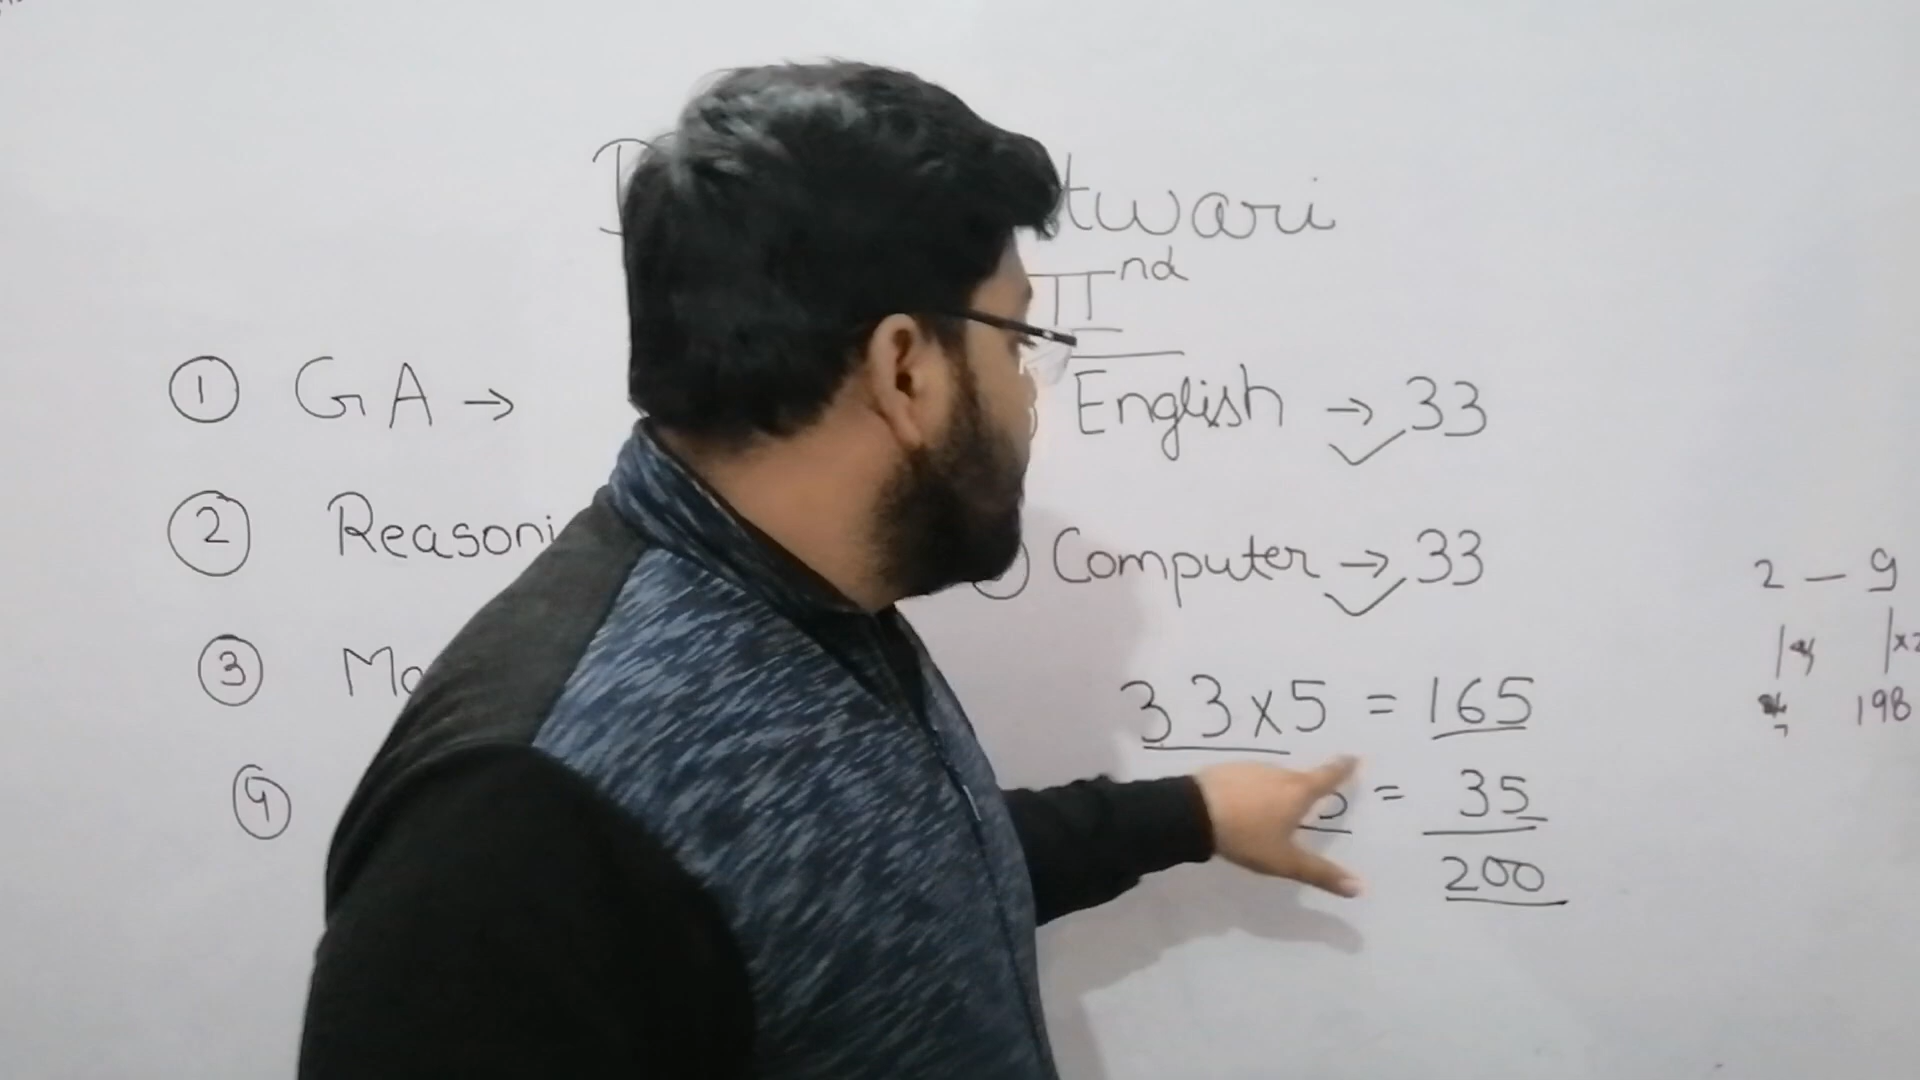 twari
IInd
① GA →
English → 33
② Reasoni
Computer → 33
③ Ma
33x5 = 165
④
5 = 35
200
2 — 9
198